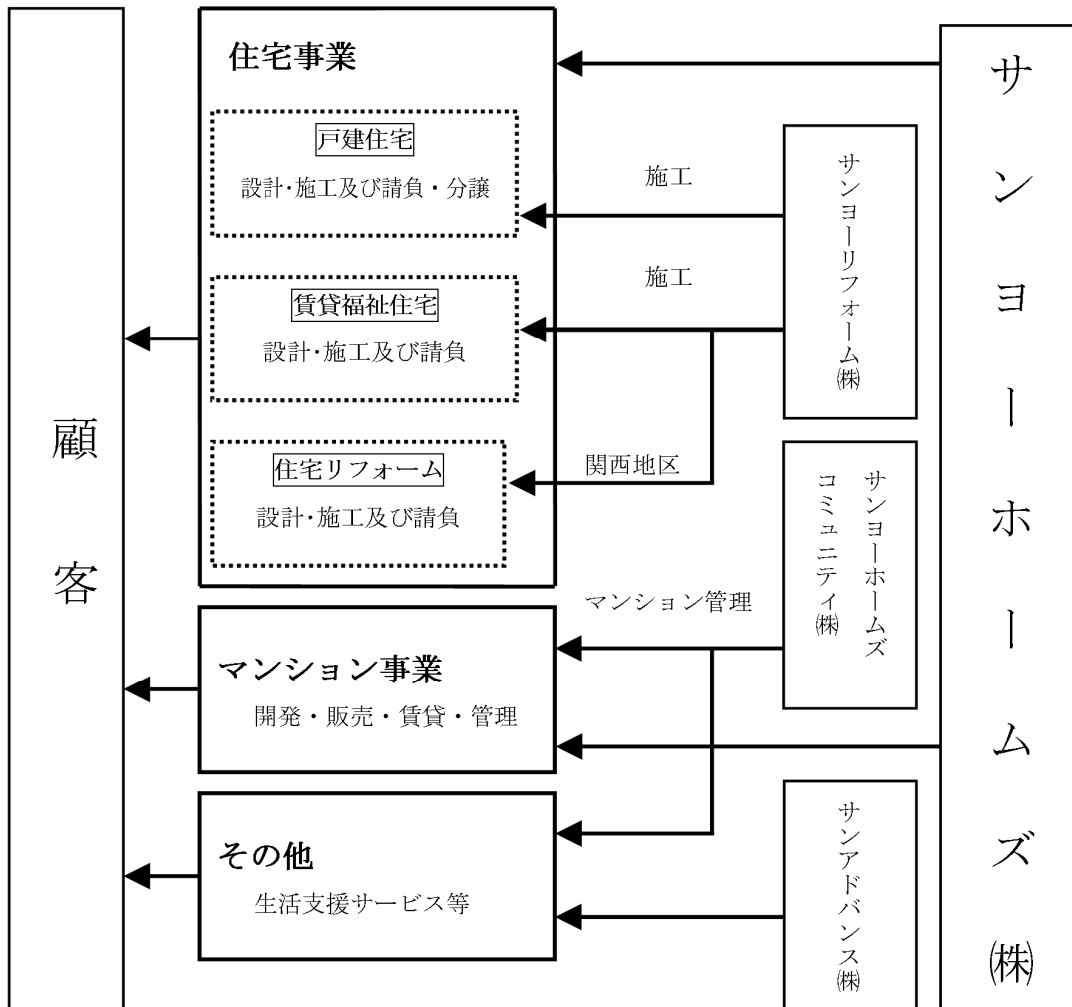 顧客
住宅事業
戸建住宅
設計・施工及び請負・分譲
賃貸福祉住宅
設計・施工及び請負
住宅リフォーム
設計・施工及び請負
マンション事業
開発・販売・賃貸・管理
その他
生活支援サービス等
施工
施工
関西地区
マンション管理
サンヨーリフォーム㈱
サンヨーホームズ
コミュニティ㈱
サンアドバンス㈱
サンヨーホームズ㈱